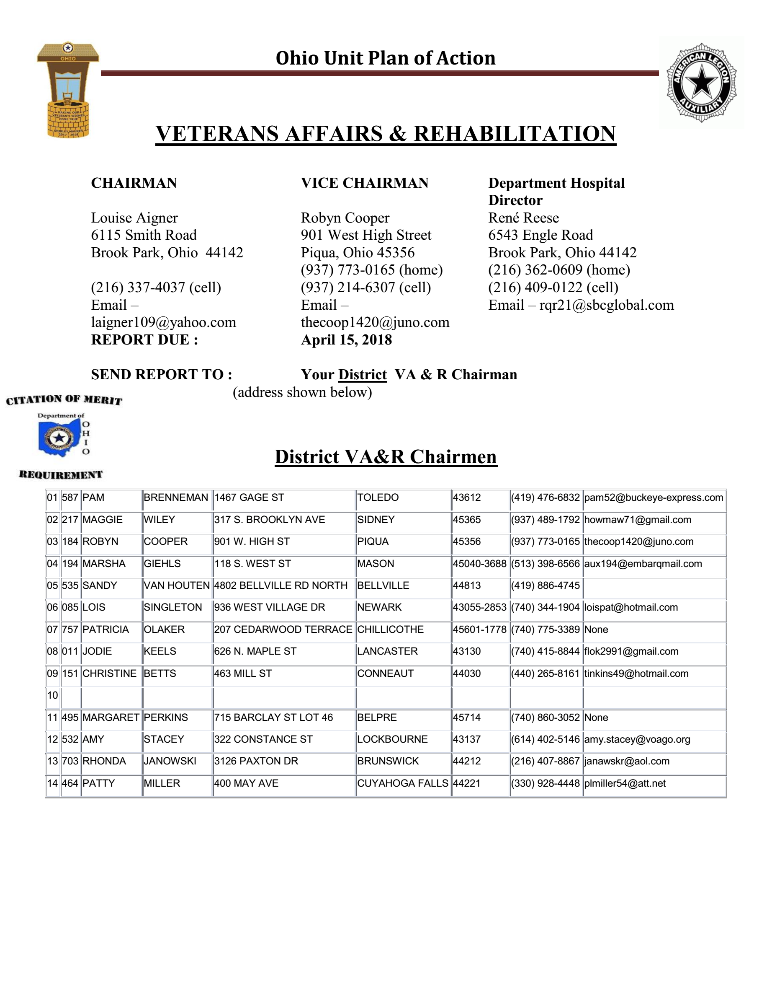 Ohio Unit Plan of Action
OHIO
MAKING OUR
VETERAN'S WISHES
COME TRUE
SHIRLEY MAURER
2017 - 2018
AMERICAN LEGION
AUXILIARY
VETERANS AFFAIRS & REHABILITATION
CHAIRMAN VICE CHAIRMAN Department Hospital
Director
Louise Aigner Robyn Cooper René Reese
6115 Smith Road 901 West High Street 6543 Engle Road
Brook Park, Ohio 44142 Piqua, Ohio 45356 Brook Park, Ohio 44142
(937) 773-0165 (home) (216) 362-0609 (home)
(216) 337-4037 (cell) (937) 214-6307 (cell) (216) 409-0122 (cell)
Email – Email – Email – rqr21@sbcglobal.com
laigner109@yahoo.com thecoop1420@juno.com
REPORT DUE : April 15, 2018
SEND REPORT TO : Your District VA & R Chairman
(address shown below)
CITATION OF MERIT
Department of
OHIO
AMERICAN LEGION
AUXILIARY
REQUIREMENT
District VA&R Chairmen
01 587 PAM BRENNEMAN 1467 GAGE ST TOLEDO 43612 (419) 476-6832 pam52@buckeye-express.com
02 217 MAGGIE WILEY 317 S. BROOKLYN AVE SIDNEY 45365 (937) 489-1792 howmaw71@gmail.com
03 184 ROBYN COOPER 901 W. HIGH ST PIQUA 45356 (937) 773-0165 thecoop1420@juno.com
04 194 MARSHA GIEHLS 118 S. WEST ST MASON 45040-3688 (513) 398-6566 aux194@embarqmail.com
05 535 SANDY VAN HOUTEN 4802 BELLVILLE RD NORTH BELLVILLE 44813 (419) 886-4745
06 085 LOIS SINGLETON 936 WEST VILLAGE DR NEWARK 43055-2853 (740) 344-1904 loispat@hotmail.com
07 757 PATRICIA OLAKER 207 CEDARWOOD TERRACE CHILLICOTHE 45601-1778 (740) 775-3389 None
08 011 JODIE KEELS 626 N. MAPLE ST LANCASTER 43130 (740) 415-8844 flok2991@gmail.com
09 151 CHRISTINE BETTS 463 MILL ST CONNEAUT 44030 (440) 265-8161 tinkins49@hotmail.com
10
11 495 MARGARET PERKINS 715 BARCLAY ST LOT 46 BELPRE 45714 (740) 860-3052 None
12 532 AMY STACEY 322 CONSTANCE ST LOCKBOURNE 43137 (614) 402-5146 amy.stacey@voago.org
13 703 RHONDA JANOWSKI 3126 PAXTON DR BRUNSWICK 44212 (216) 407-8867 janawskr@aol.com
14 464 PATTY MILLER 400 MAY AVE CUYAHOGA FALLS 44221 (330) 928-4448 plmiller54@att.net